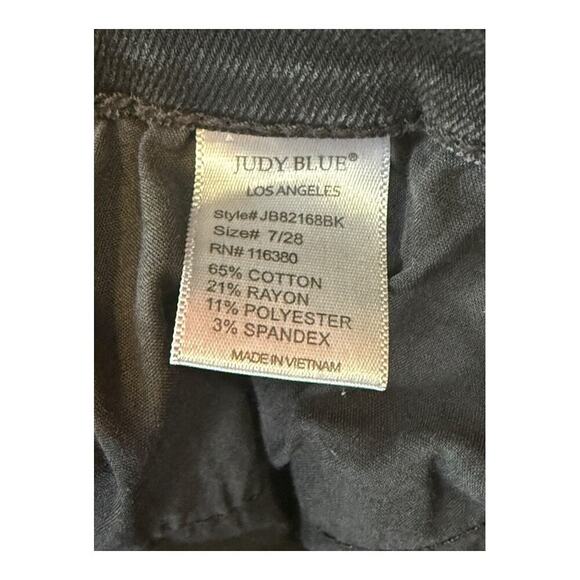 JUDY BLUE®
LOS ANGELES
Style# JB82168BK
Size# 7/28
RN# 116380
65% COTTON
21% RAYON
11% POLYESTER
3% SPANDEX
MADE IN VIETNAM